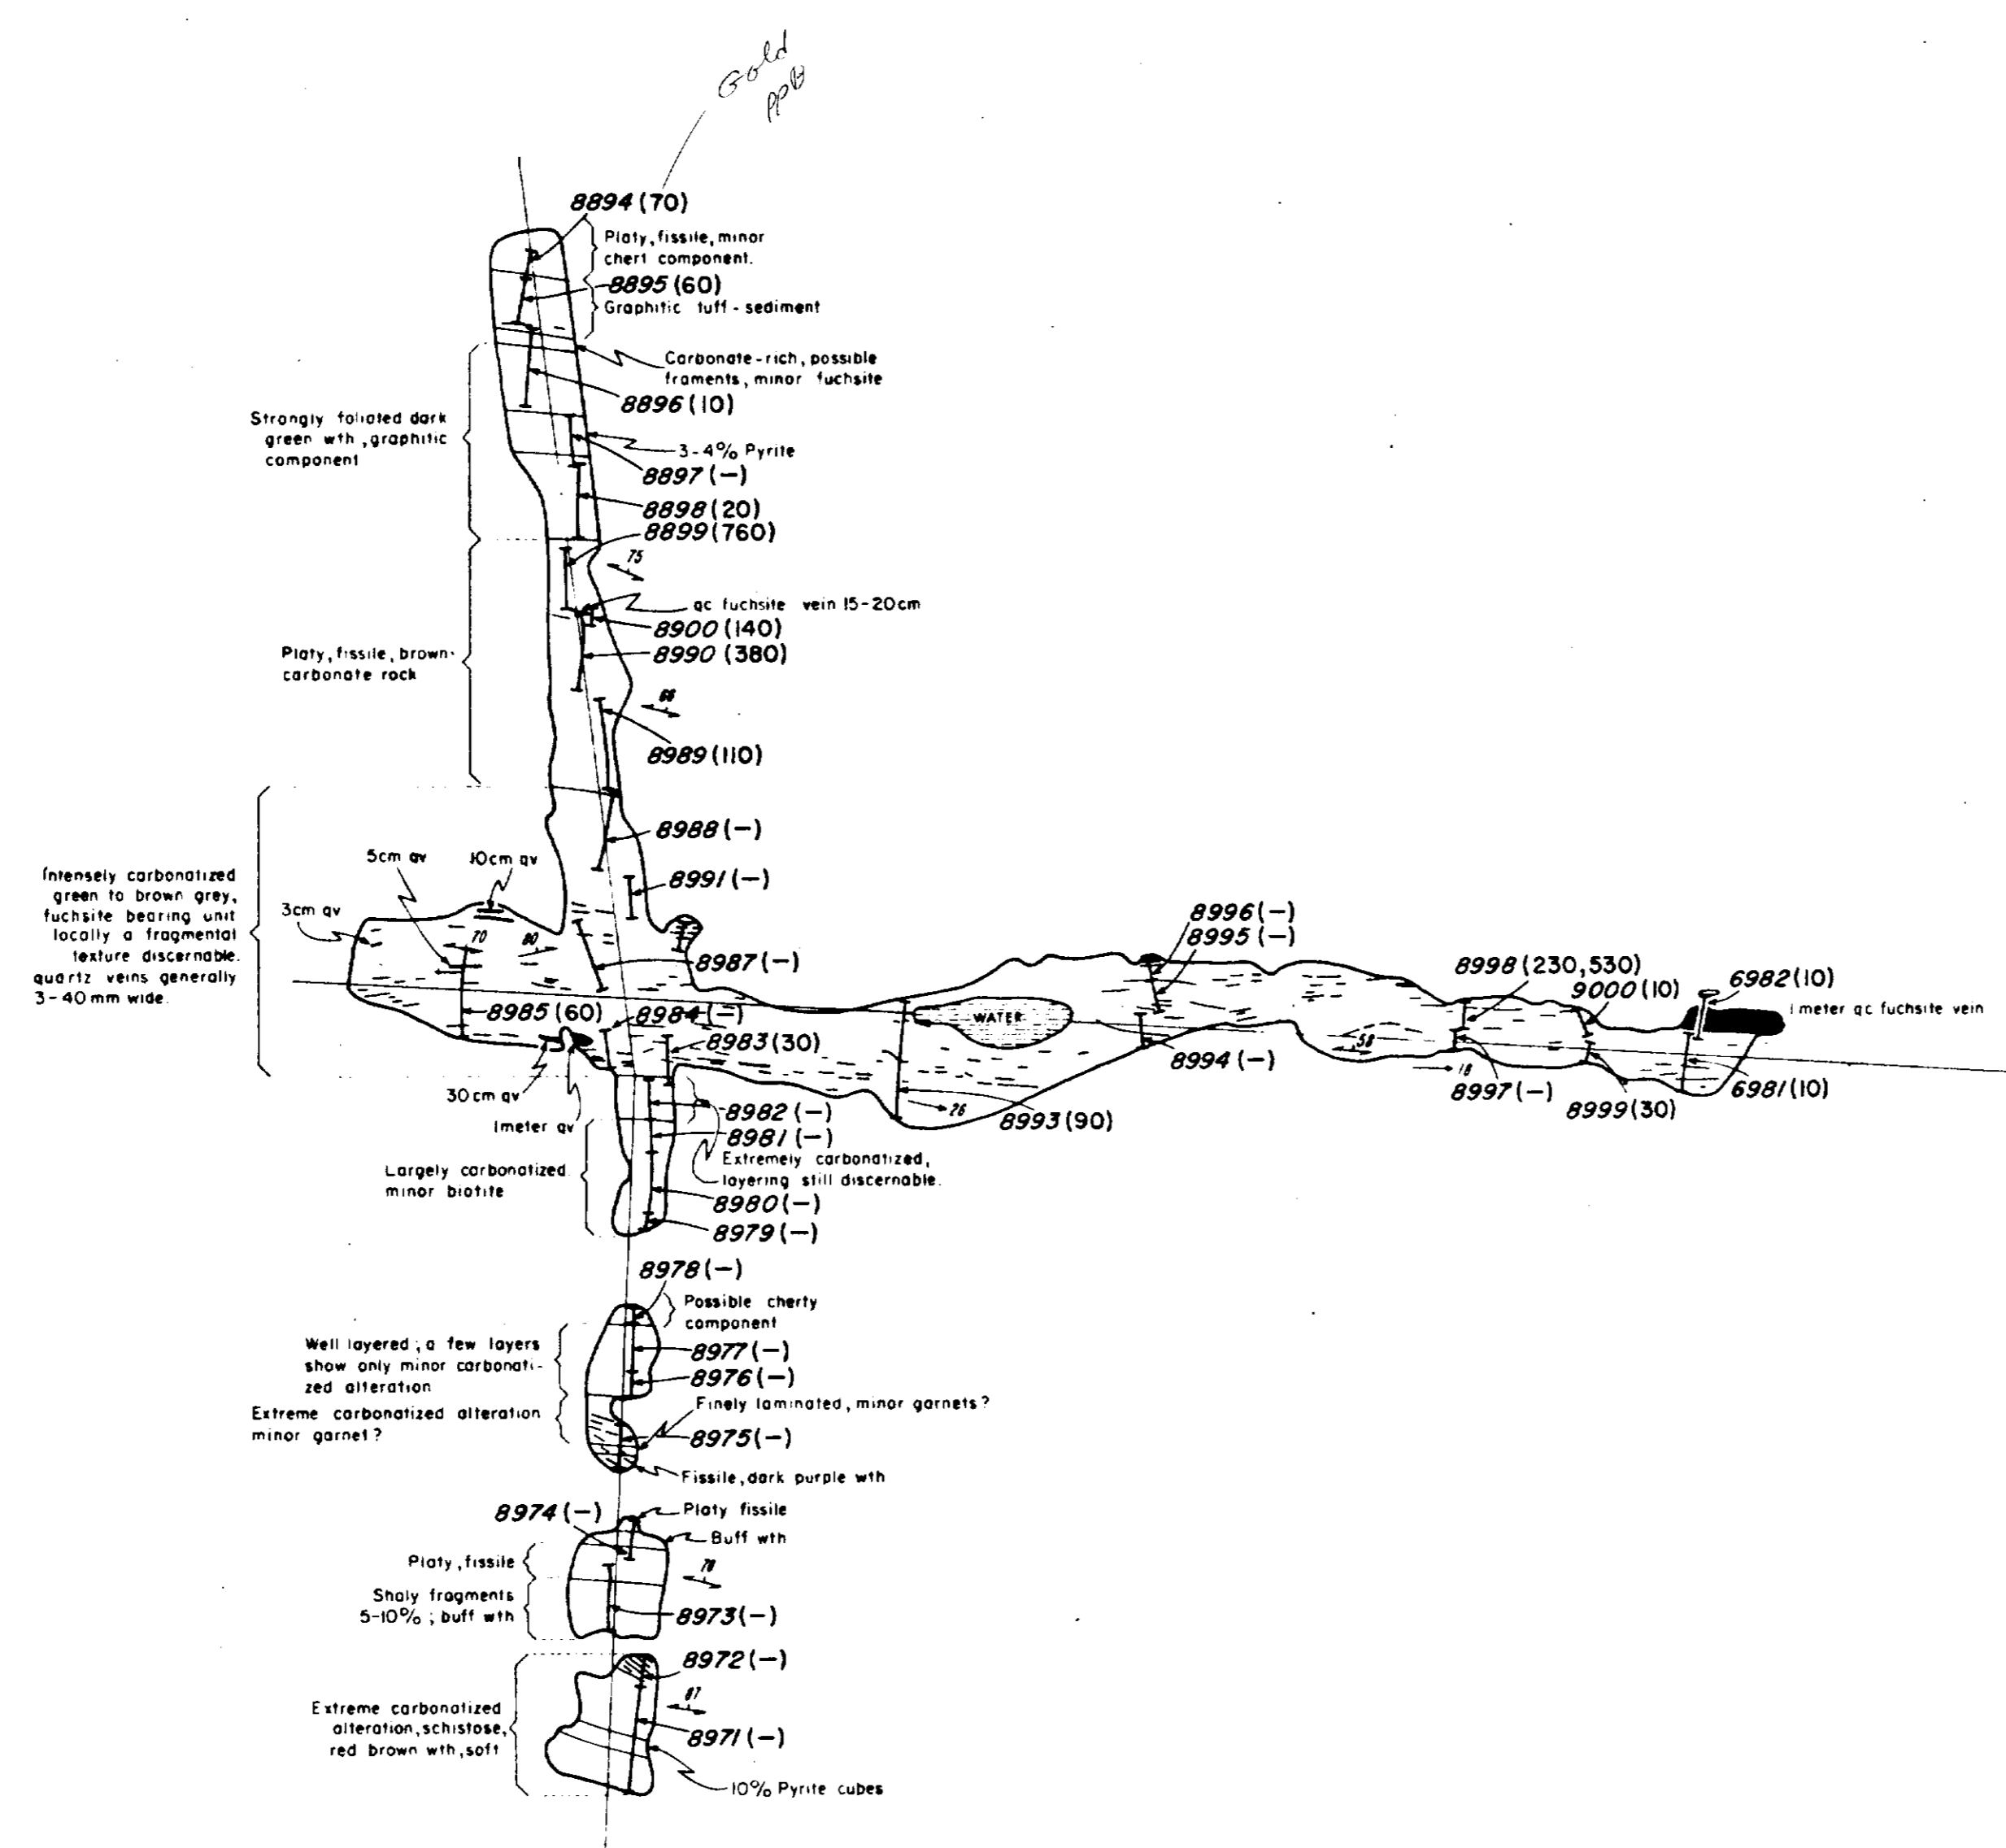 Gold
ppB
8894 (70)
Platy, fissile, minor
chert component.
8895 (60)
Graphitic tuff - sediment
Carbonate-rich, possible
framents, minor fuchsite
8896 (10)
Strongly foliated dark
green wth, graphitic
component
3-4% Pyrite
8897 (-)
8898 (20)
8899 (760)
75
qc fuchsite vein 15-20cm
8900 (140)
8990 (380)
Platy, fissile, brown-
carbonate rock
66
8989 (110)
8988 (-)
8991 (-)
5cm qv
10cm qv
3cm qv
Intensely carbonatized
green to brown grey,
fuchsite bearing unit
locally a fragmental
texture discernable.
quartz veins generally
3-40 mm wide.
70
80
8987 (-)
8985 (60)
8984 (-)
8983 (30)
30cm qv
1meter qv
WATER
8996 (-)
8995 (-)
8994 (-)
26
8993 (90)
8998 (230,530)
9000 (10)
6982 (10)
1 meter qc fuchsite vein
58
18
8997 (-)
8999 (30)
6981 (10)
8982 (-)
8981 (-)
Extremely carbonatized,
layering still discernable.
Largely carbonatized
minor biotite
8980 (-)
8979 (-)
8978 (-)
Possible cherty
component
Well layered; a few layers
show only minor carbonati-
zed alteration
8977 (-)
8976 (-)
Finely laminated, minor garnets?
Extreme carbonatized alteration
minor garnet?
8975 (-)
Fissile, dark purple wth
8974 (-)
Platy fissile
Buff wth
Platy, fissile
78
Shaly fragments
5-10%; buff wth
8973 (-)
8972 (-)
87
Extreme carbonatized
alteration, schistose,
red brown wth, soft
8971 (-)
10% Pyrite cubes